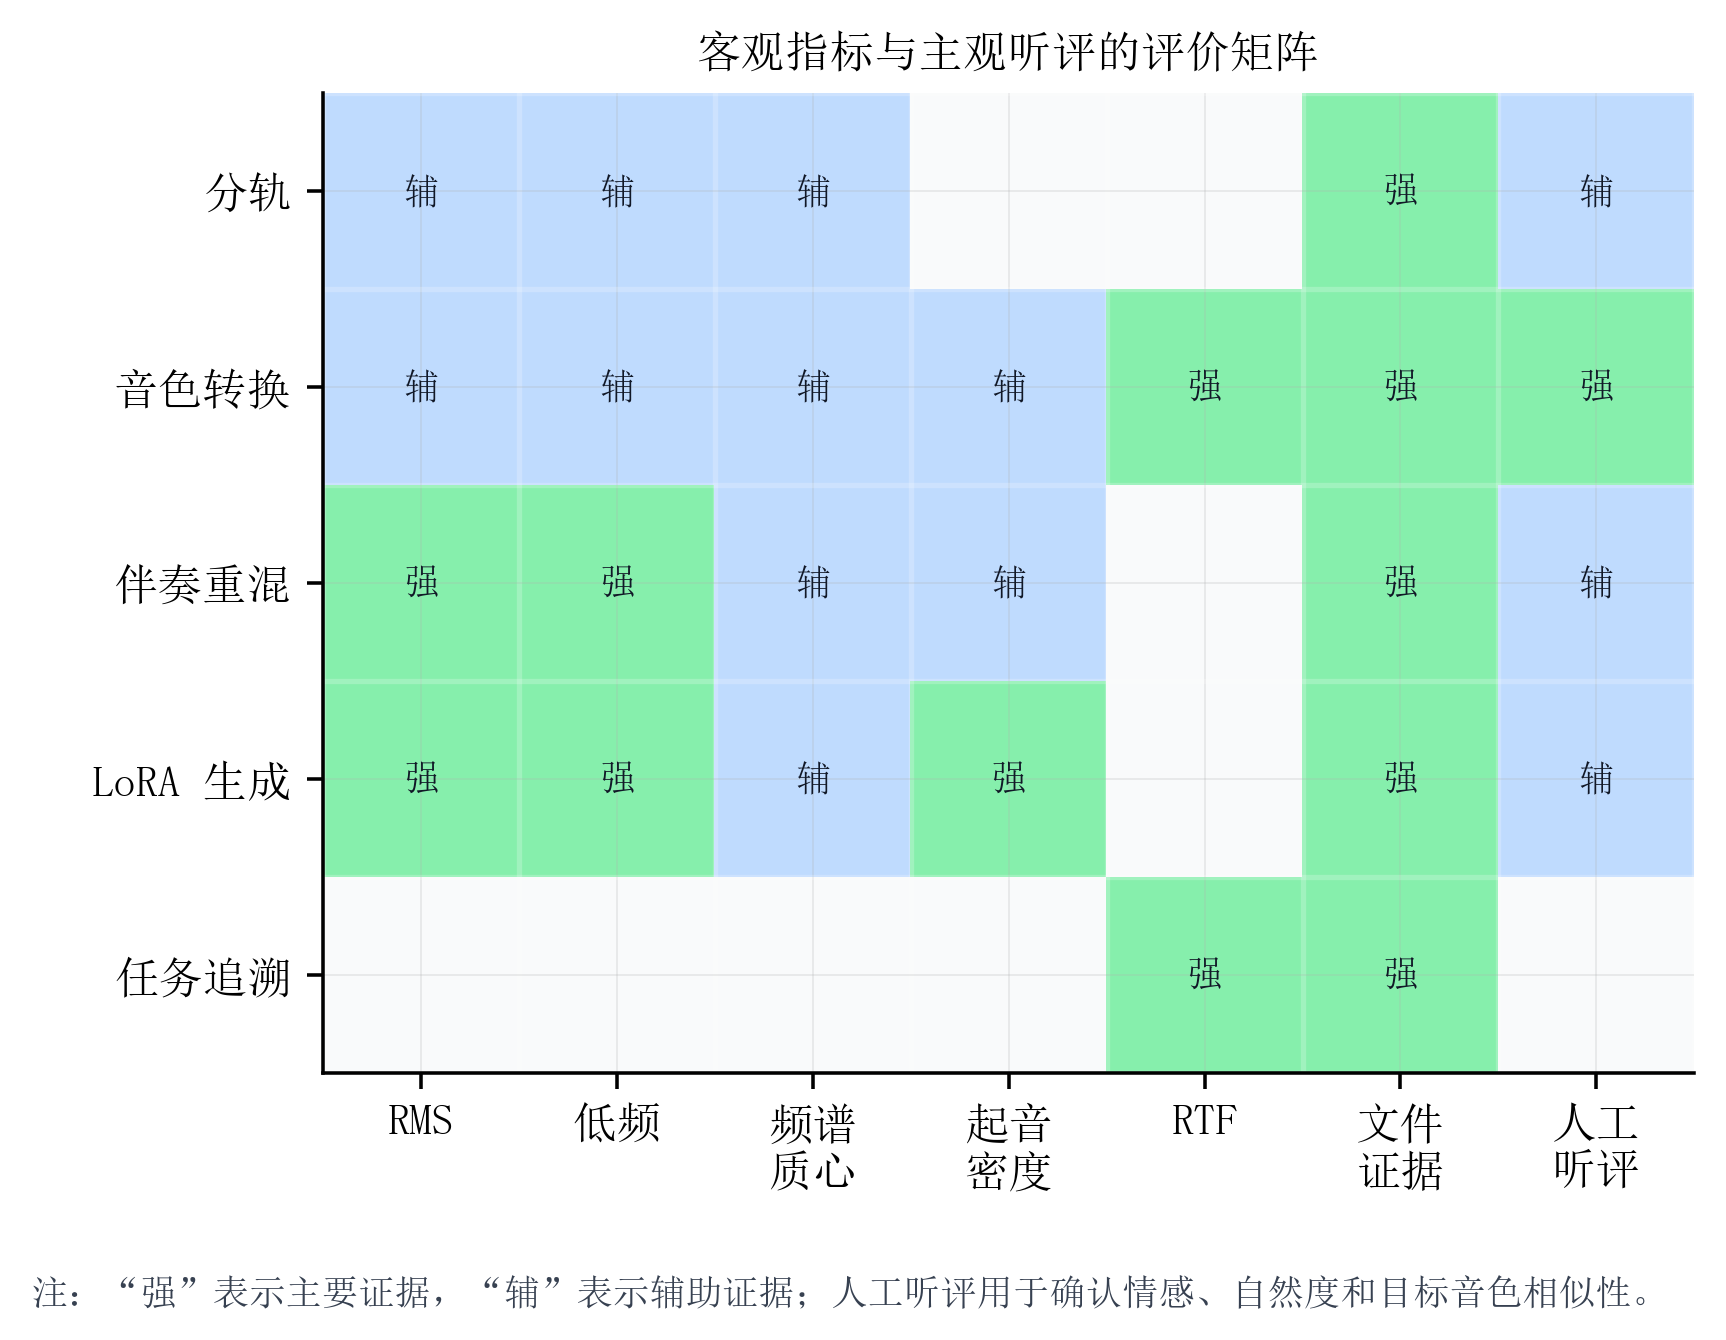 客观指标与主观听评的评价矩阵
分轨 辅 辅 辅 强 辅
音色转换 辅 辅 辅 辅 强 强 强
伴奏重混 强 强 辅 辅 强 辅
LoRA 生成 强 强 辅 强 强 辅
任务追溯 强 强
RMS 低频 频谱 起音 RTF 文件 人工
质心 密度 证据 听评
注：“强”表示主要证据，“辅”表示辅助证据；人工听评用于确认情感、自然度和目标音色相似性。